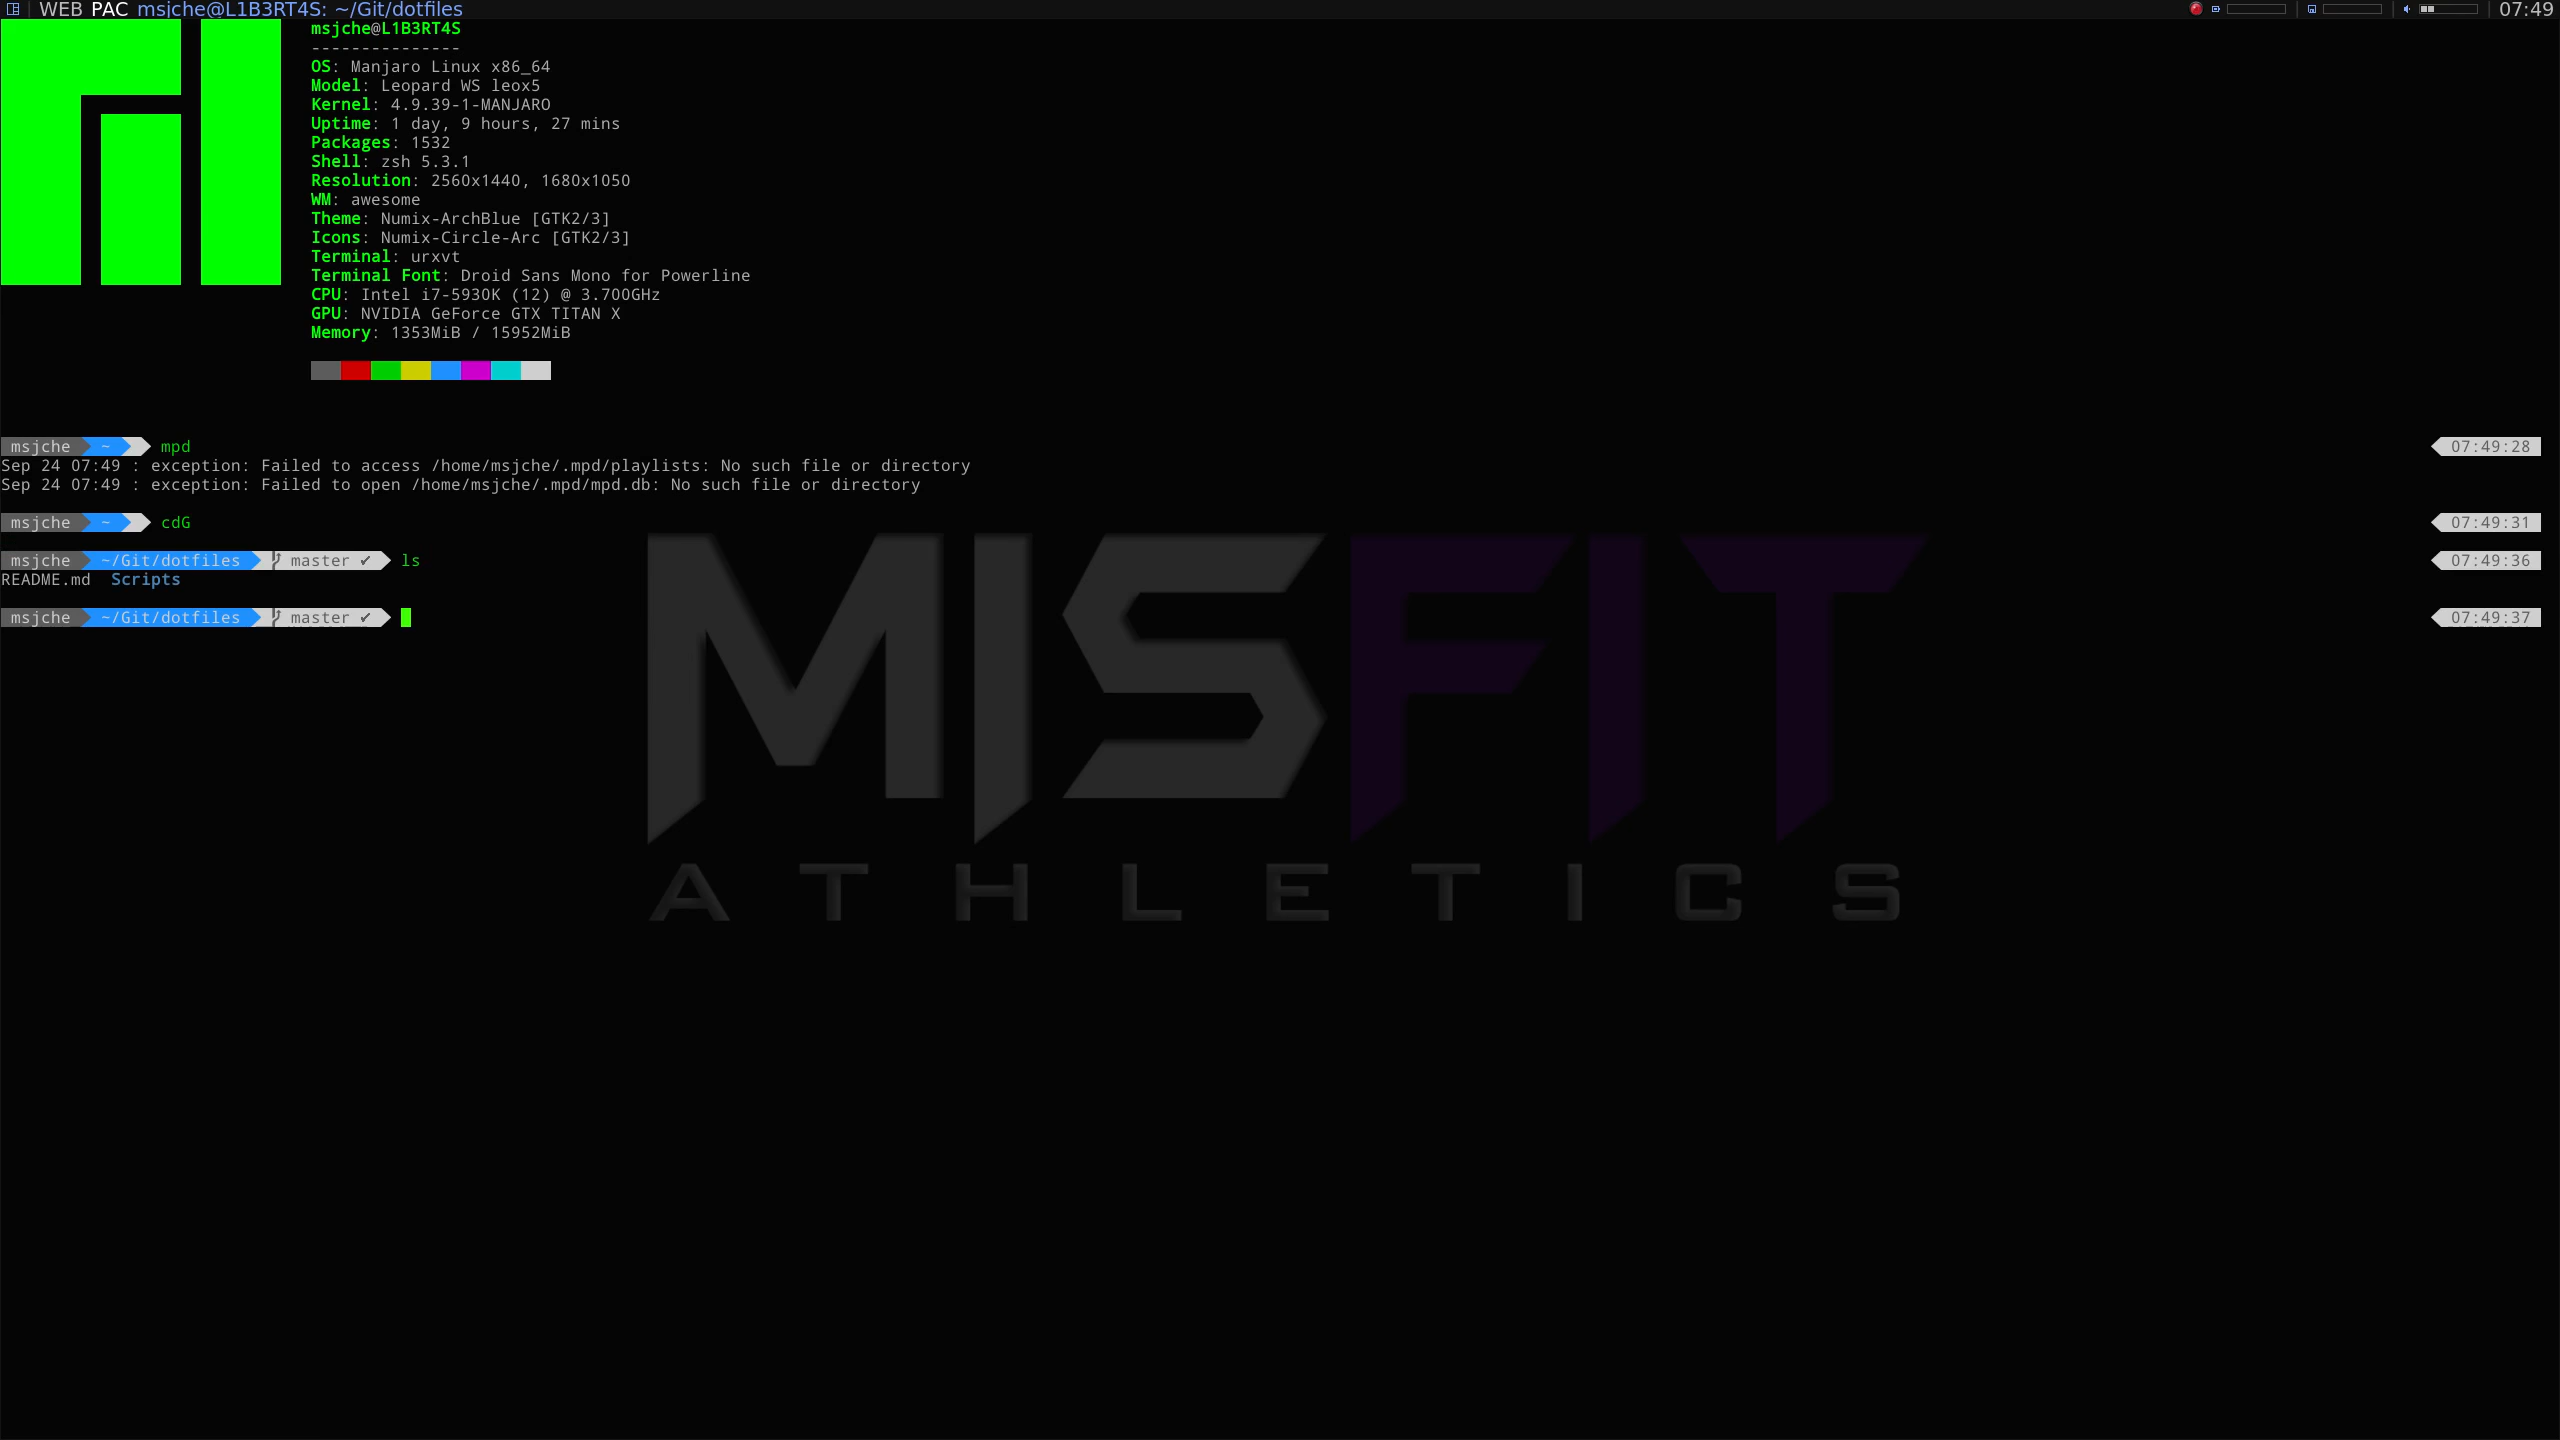 WEB PAC msjche@L1B3RT4S: ~/Git/dotfiles 07:49
msjche@L1B3RT4S
---------------
OS: Manjaro Linux x86_64
Model: Leopard WS leox5
Kernel: 4.9.39-1-MANJARO
Uptime: 1 day, 9 hours, 27 mins
Packages: 1532
Shell: zsh 5.3.1
Resolution: 2560x1440, 1680x1050
WM: awesome
Theme: Numix-ArchBlue [GTK2/3]
Icons: Numix-Circle-Arc [GTK2/3]
Terminal: urxvt
Terminal Font: Droid Sans Mono for Powerline
CPU: Intel i7-5930K (12) @ 3.700GHz
GPU: NVIDIA GeForce GTX TITAN X
Memory: 1353MiB / 15952MiB
msjche ~ mpd 07:49:28
Sep 24 07:49 : exception: Failed to access /home/msjche/.mpd/playlists: No such file or directory
Sep 24 07:49 : exception: Failed to open /home/msjche/.mpd/mpd.db: No such file or directory
msjche ~ cdG 07:49:31
msjche ~/Git/dotfiles master ✔ ls 07:49:36
README.md Scripts
msjche ~/Git/dotfiles master ✔ 07:49:37
MISFIT
ATHLETICS